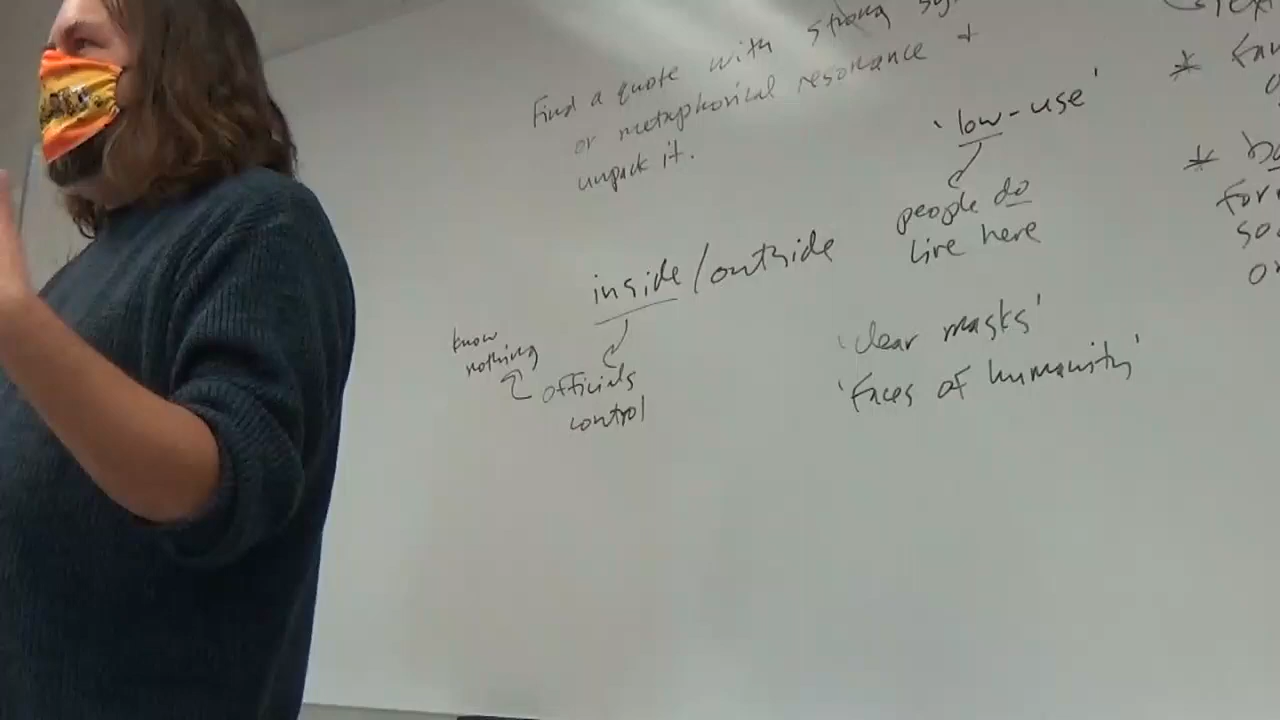 Find a quote with strong
or metaphorical resonance +
unpack it.
'low-use'
people do
live here
inside/outside
know
nothing
officials
control
'clear masks'
'Faces of humanity'
*
*